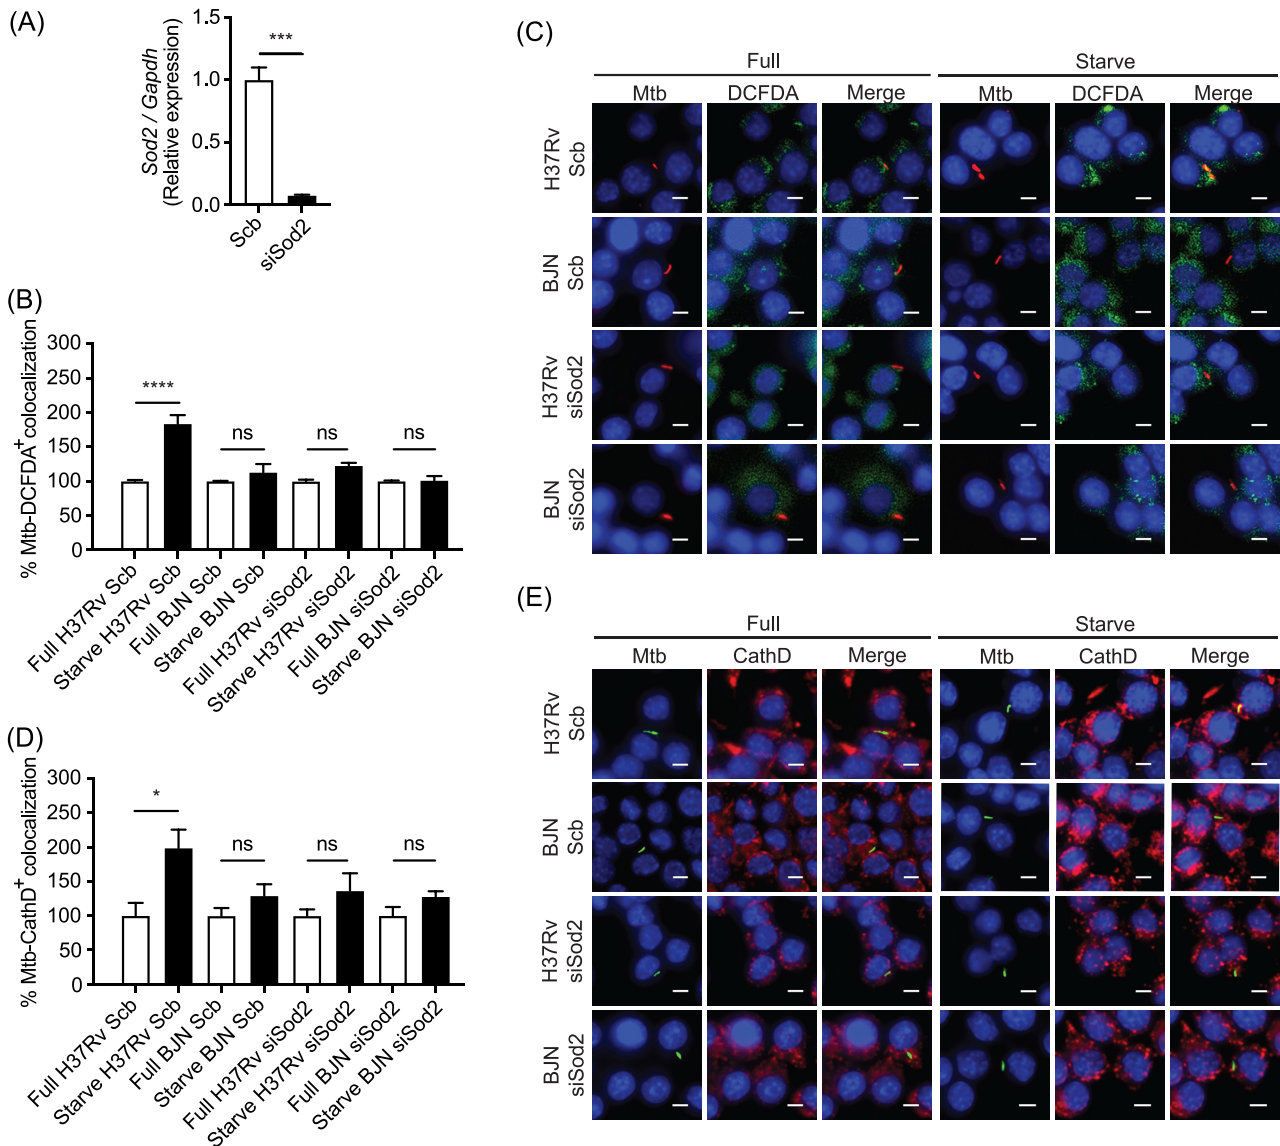 (A)
Sod2 / Gapdh
(Relative expression)
1.5
1.0
0.5
0.0
***
Scb
siSod2
(B)
% Mtb-DCFDA+ colocalization
300
250
200
150
100
50
0
****
ns
ns
ns
Full H37Rv Scb
Starve H37Rv Scb
Full BJN Scb
Starve BJN Scb
Full H37Rv siSod2
Starve H37Rv siSod2
Full BJN siSod2
Starve BJN siSod2
(D)
% Mtb-CathD+ colocalization
300
250
200
150
100
50
0
*
ns
ns
ns
Full H37Rv Scb
Starve H37Rv Scb
Full BJN Scb
Starve BJN Scb
Full H37Rv siSod2
Starve H37Rv siSod2
Full BJN siSod2
Starve BJN siSod2
(C)
Full Starve
Mtb DCFDA Merge Mtb DCFDA Merge
H37Rv
Scb
BJN
Scb
H37Rv
siSod2
BJN
siSod2
(E)
Full Starve
Mtb CathD Merge Mtb CathD Merge
H37Rv
Scb
BJN
Scb
H37Rv
siSod2
BJN
siSod2